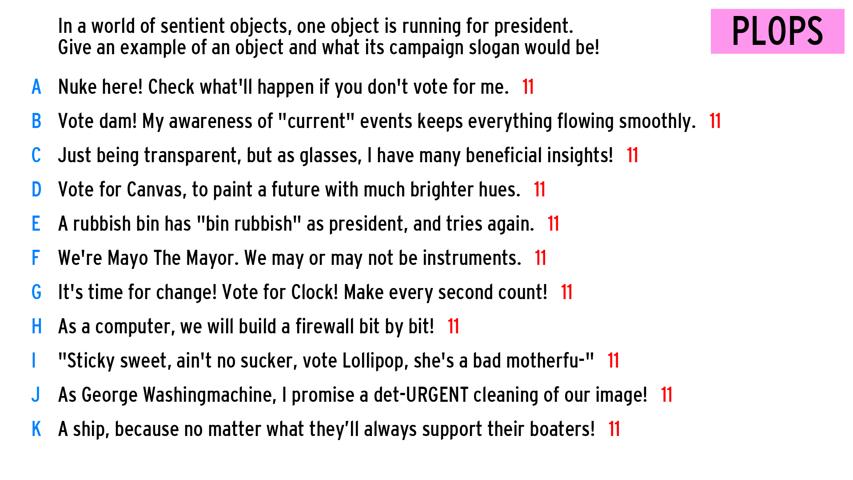 In a world of sentient objects, one object is running for president.
Give an example of an object and what its campaign slogan would be!
PLOPS
A Nuke here! Check what'll happen if you don't vote for me. 11
B Vote dam! My awareness of "current" events keeps everything flowing smoothly. 11
C Just being transparent, but as glasses, I have many beneficial insights! 11
D Vote for Canvas, to paint a future with much brighter hues. 11
E A rubbish bin has "bin rubbish" as president, and tries again. 11
F We're Mayo The Mayor. We may or may not be instruments. 11
G It's time for change! Vote for Clock! Make every second count! 11
H As a computer, we will build a firewall bit by bit! 11
I "Sticky sweet, ain't no sucker, vote Lollipop, she's a bad motherfu-" 11
J As George Washingmachine, I promise a det-URGENT cleaning of our image! 11
K A ship, because no matter what they’ll always support their boaters! 11